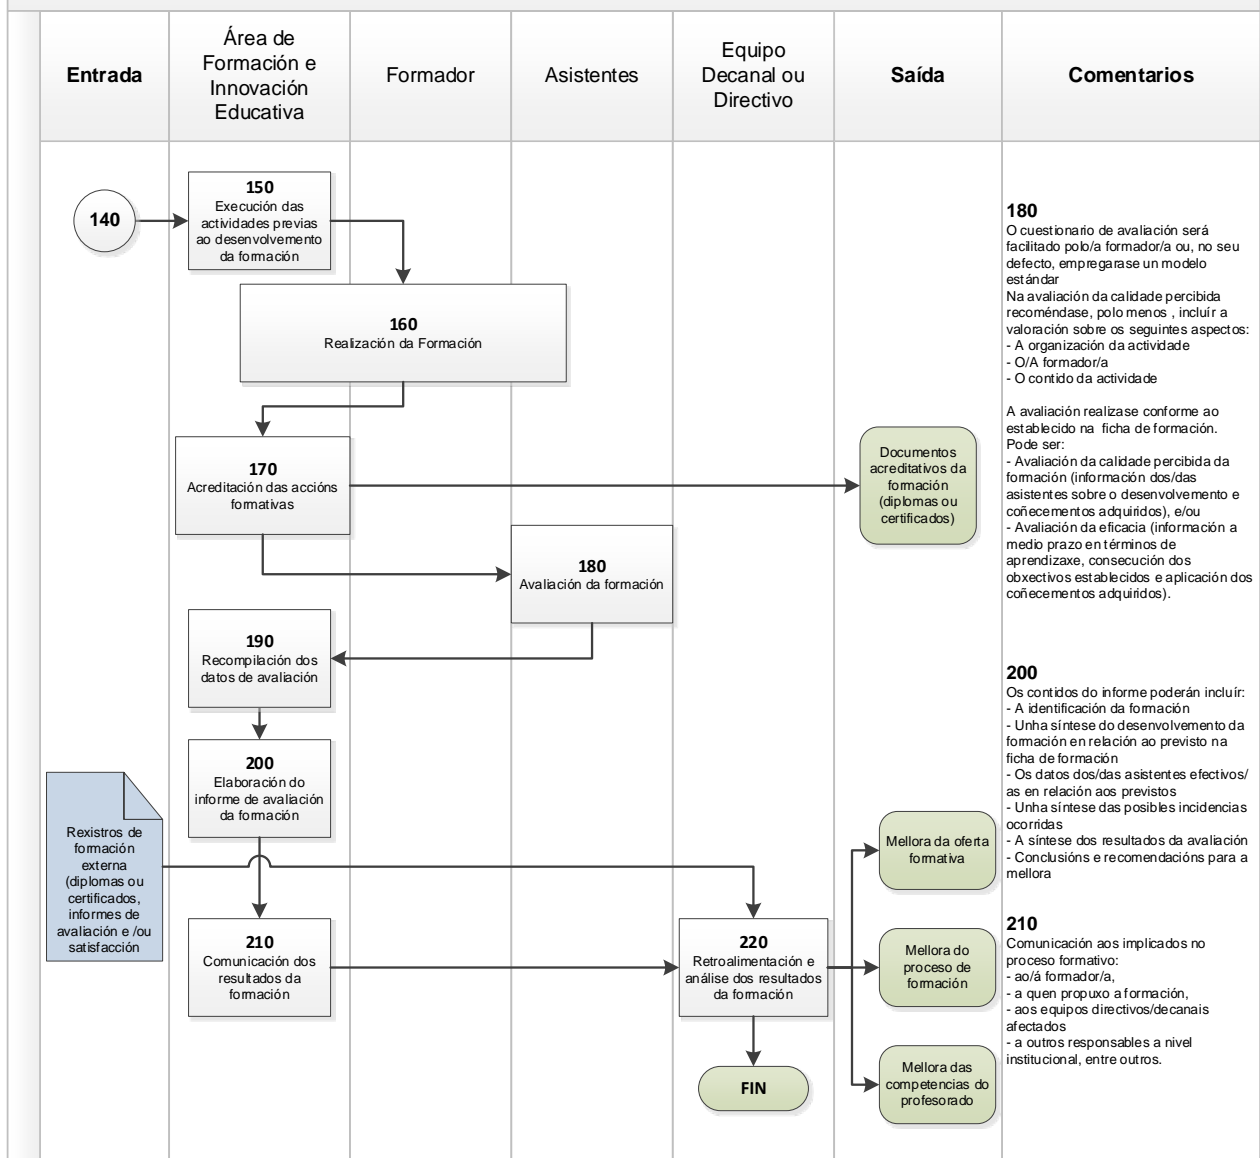 Entrada
Área de
Formación e
Innovación
Educativa
Formador
Asistentes
Equipo
Decanal ou
Directivo
Saída
Comentarios
140
150
Execución das
actividades previas
ao desenvolvemento
da formación
160
Realización da Formación
170
Acreditación das accións
formativas
Documentos
acreditativos da
formación
(diplomas ou
certificados)
180
Avaliación da formación
190
Recompilación dos
datos de avaliación
200
Elaboración do
informe de avaliación
da formación
Rexistros de
formación
externa
(diplomas ou
certificados,
informes de
avaliación e /ou
satisfacción
210
Comunicación dos
resultados da
formación
220
Retroalimentación e
análise dos resultados
da formación
FIN
Mellora da oferta
formativa
Mellora do
proceso de
formación
Mellora das
competencias do
profesorado
180
O cuestionario de avaliación será
facilitado polo/a formador/a ou, no seu
defecto, empregarase un modelo
estándar
Na avaliación da calidade percibida
recoméndase, polo menos , incluír a
valoración sobre os seguintes aspectos:
- A organización da actividade
- O/A formador/a
- O contido da actividade
A avaliación realizase conforme ao
establecido na ficha de formación.
Pode ser:
- Avaliación da calidade percibida da
formación (información dos/das
asistentes sobre o desenvolvemento e
coñecementos adquiridos), e/ou
- Avaliación da eficacia (información a
medio prazo en términos de
aprendizaxe, consecución dos
obxectivos establecidos e aplicación dos
coñecementos adquiridos).
200
Os contidos do informe poderán incluír:
- A identificación da formación
- Unha síntese do desenvolvemento da
formación en relación ao previsto na
ficha de formación
- Os datos dos/das asistentes efectivos/
as en relación aos previstos
- Unha síntese das posibles incidencias
ocorridas
- A síntese dos resultados da avaliación
- Conclusións e recomendacións para a
mellora
210
Comunicación aos implicados no
proceso formativo:
- ao/á formador/a,
- a quen propuxo a formación,
- aos equipos directivos/decanais
afectados
- a outros responsables a nivel
institucional, entre outros.